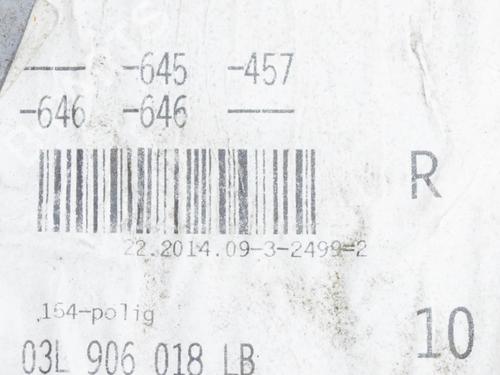 —— -645 -457
-646 -646 ——
R
22.2014.09-3-2499=2
154-polig
03L 906 018 LB
10